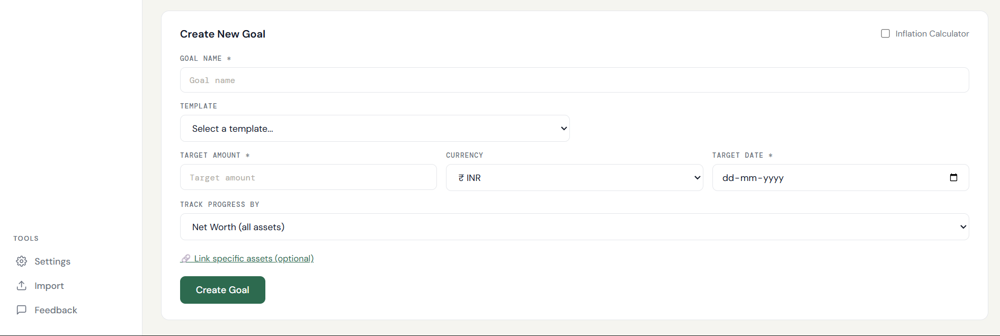 Create New Goal
Inflation Calculator
GOAL NAME *
Goal name
TEMPLATE
Select a template...
TARGET AMOUNT *
CURRENCY
TARGET DATE *
Target amount
₹ INR
dd-mm-yyyy
TRACK PROGRESS BY
Net Worth (all assets)
🔗 Link specific assets (optional)
Create Goal
TOOLS
Settings
Import
Feedback